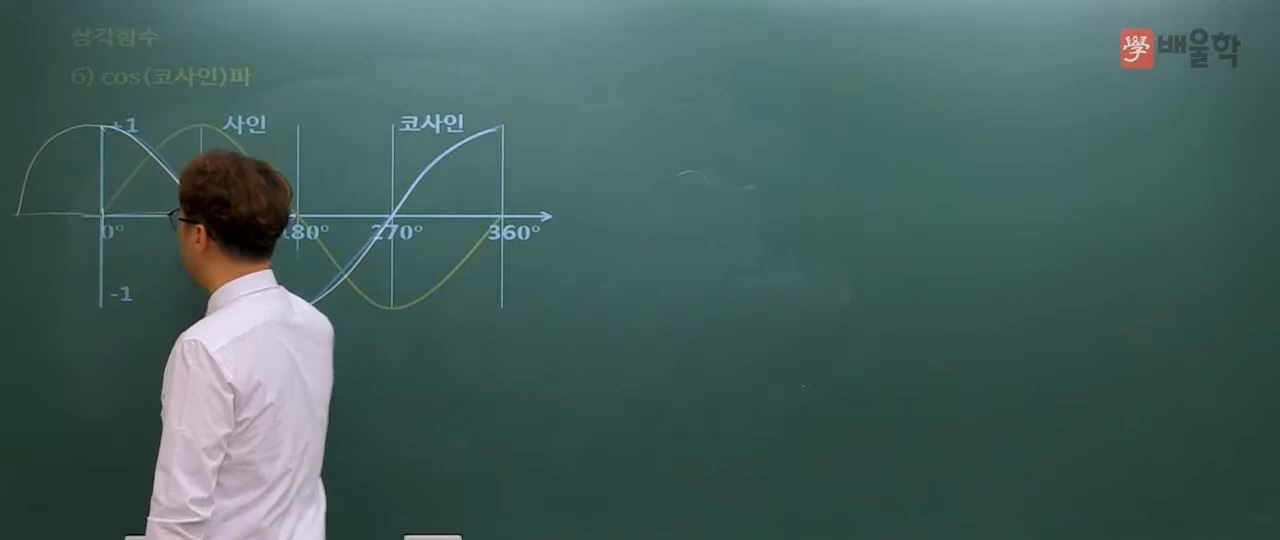 삼각함수
學 배울학
6) cos(코사인)파
+1 사인 코사인
0° 180° 270° 360°
-1